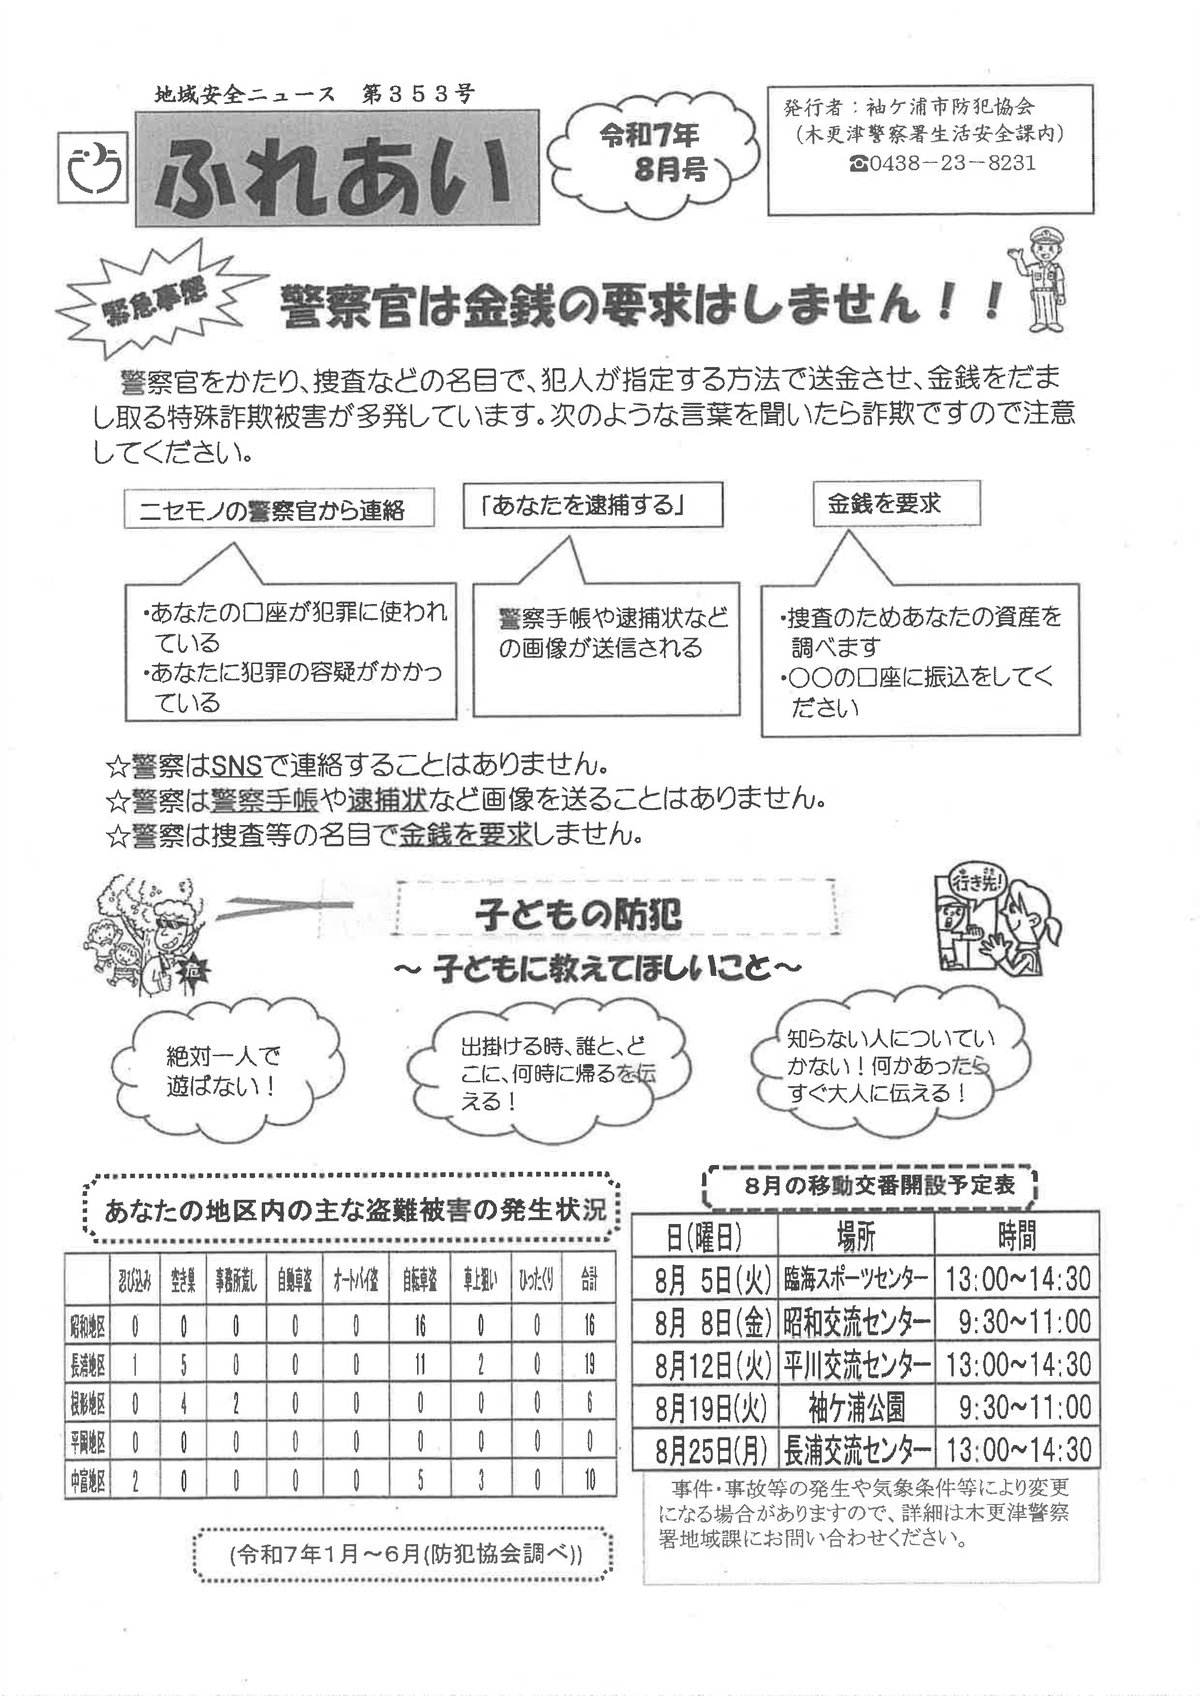 地域安全ニュース　第３５３号
ふれあい
令和7年
8月号
発行者：袖ケ浦市防犯協会
（木更津警察署生活安全課内）
☎0438－23－8231
緊急事態
警察官は金銭の要求はしません！！
警察官をかたり、捜査などの名目で、犯人が指定する方法で送金させ、金銭をだま
し取る特殊詐欺被害が多発しています。次のような言葉を聞いたら詐欺ですので注意
してください。
ニセモノの警察官から連絡
「あなたを逮捕する」
金銭を要求
・あなたの口座が犯罪に使われ
ている
・あなたに犯罪の容疑がかかっ
ている
警察手帳や逮捕状など
の画像が送信される
・捜査のためあなたの資産を
調べます
・〇〇の口座に振込をしてく
ださい
☆警察はSNSで連絡することはありません。
☆警察は警察手帳や逮捕状など画像を送ることはありません。
☆警察は捜査等の名目で金銭を要求しません。
子どもの防犯
～子どもに教えてほしいこと～
行き先!
絶対一人で
遊ばない！
出掛ける時、誰と、ど
こに、何時に帰るを伝
える！
知らない人についてい
かない！何かあったら
すぐ大人に伝える！
あなたの地区内の主な盗難被害の発生状況
忍び込み 空き巣 事務所荒し 自動車盗 オートバイ盗 自転車盗 車上狙い ひったくり 合計
昭和地区 0 0 0 0 0 16 0 0 16
長浦地区 1 5 0 0 0 11 2 0 19
根形地区 0 4 2 0 0 0 0 0 6
平岡地区 0 0 0 0 0 0 0 0 0
中富地区 2 0 0 0 0 5 3 0 10
(令和7年1月～6月(防犯協会調べ))
8月の移動交番開設予定表
日(曜日) 場所 時間
8月 5日(火) 臨海スポーツセンター 13:00～14:30
8月 8日(金) 昭和交流センター 9:30～11:00
8月12日(火) 平川交流センター 13:00～14:30
8月19日(火) 袖ケ浦公園 9:30～11:00
8月25日(月) 長浦交流センター 13:00～14:30
事件・事故等の発生や気象条件等により変更
になる場合がありますので、詳細は木更津警察
署地域課にお問い合わせください。